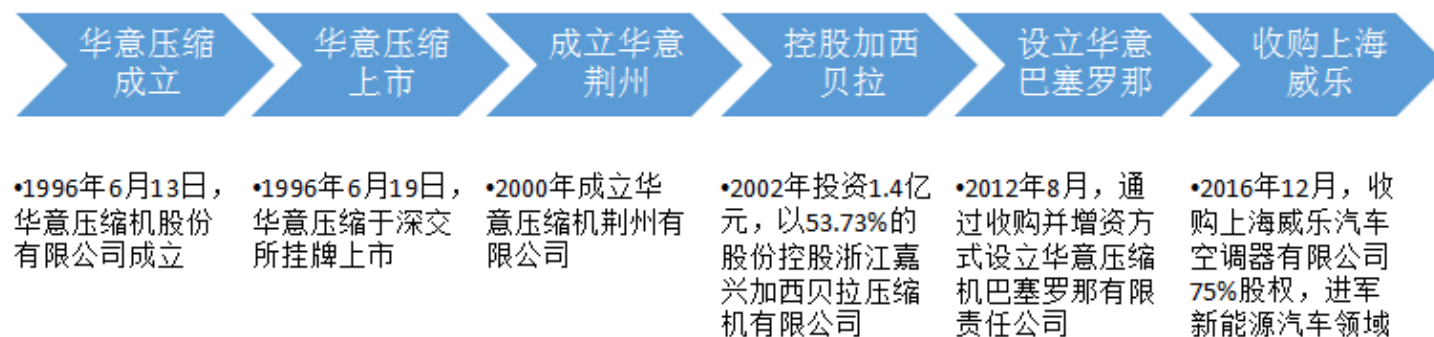 华意压缩
成立
华意压缩
上市
成立华意
荆州
控股加西
贝拉
设立华意
巴塞罗那
收购上海
威乐
•1996年6月13日，
华意压缩机股份
有限公司成立
•1996年6月19日，
华意压缩于深交
所挂牌上市
•2000年成立华
意压缩机荆州有
限公司
•2002年投资1.4亿
元，以53.73%的
股份控股浙江嘉
兴加西贝拉压缩
机有限公司
•2012年8月，通
过收购并增资方
式设立华意压缩
机巴塞罗那有限
责任公司
•2016年12月，收
购上海威乐汽车
空调器有限公司
75%股权，进军
新能源汽车领域